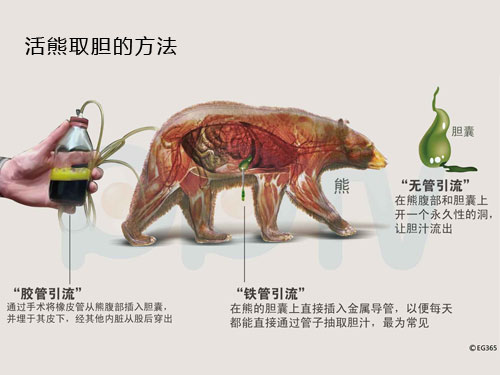 活熊取胆的方法
胆囊
熊
“无管引流”
在熊腹部和胆囊上
开一个永久性的洞，
让胆汁流出
“胶管引流”
通过手术将橡皮管从熊腹部插入胆囊，
并埋于其皮下，经其他内脏从股后穿出
“铁管引流”
在熊的胆囊上直接插入金属导管，以便每天
都能直接通过管子抽取胆汁，最为常见
©EG365